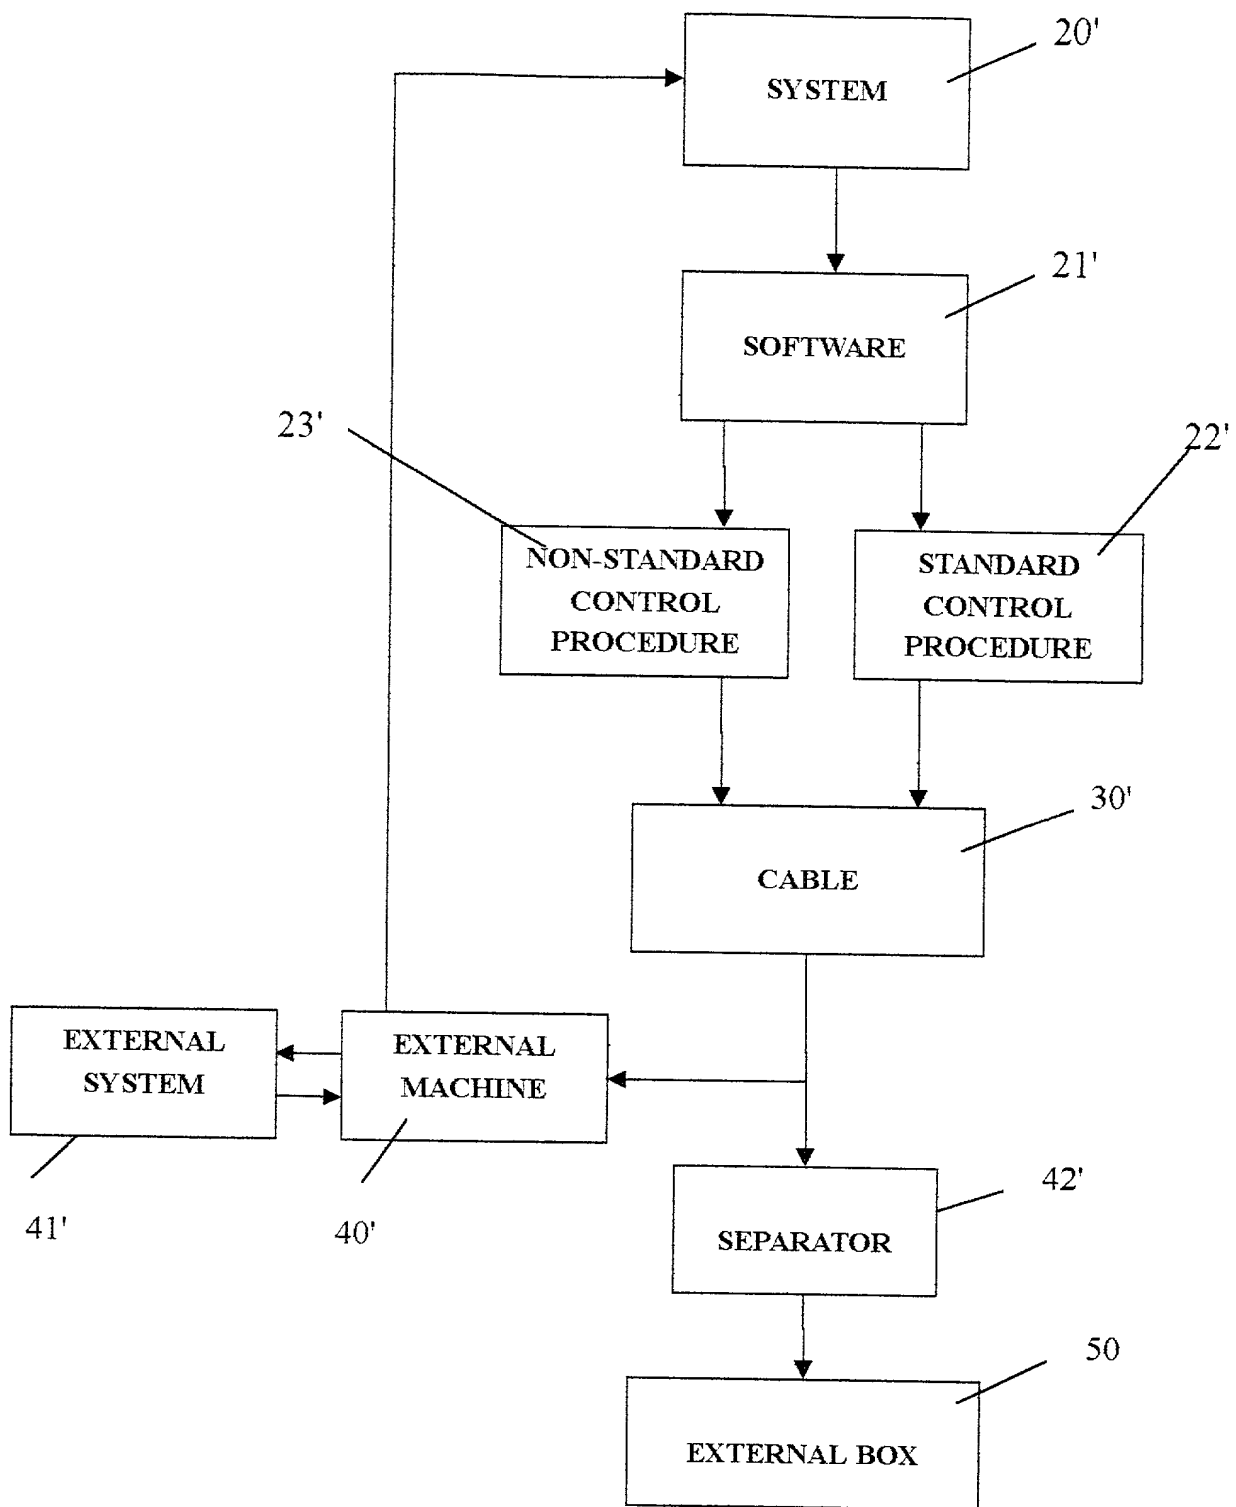 20'
SYSTEM
21'
SOFTWARE
23'
22'
NON-STANDARD
CONTROL
PROCEDURE
STANDARD
CONTROL
PROCEDURE
30'
CABLE
EXTERNAL
SYSTEM
EXTERNAL
MACHINE
41'
40'
42'
SEPARATOR
50
EXTERNAL BOX